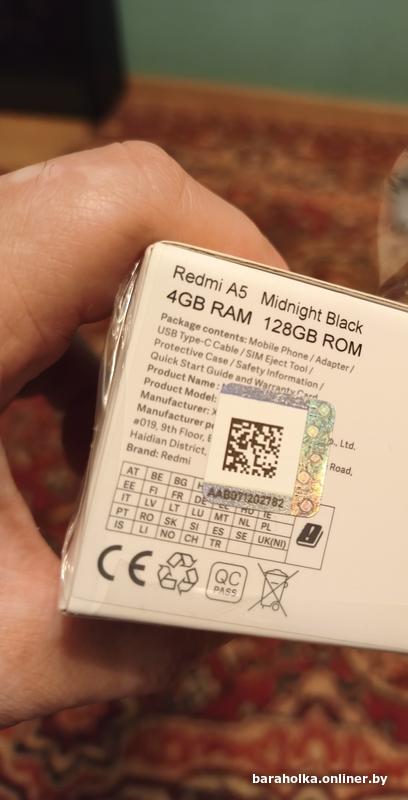 Redmi A5 Midnight Black
4GB RAM 128GB ROM
Package contents: Mobile Phone / Adapter /
USB Type-C Cable / SIM Eject Tool /
Protective Case / Safety Information /
Quick Start Guide and Warranty Card
Product Name:
Product Model:
Manufacturer: X
Manufacturer po Co., Ltd.
#019, 9th Floor, B Road,
Haidian District,
Brand: Redmi
AAB071202782
AT BE BG
EE FI FR DE HU IE
IT LV LT LU MT NL PL
PT RO SK SI ES SE UK(NI)
IS LI NO CH TR
CE
QC
PASS
baraholka.onliner.by